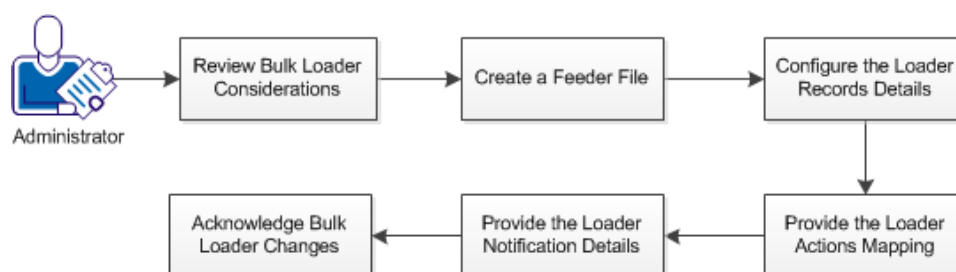 Administrator
Review Bulk Loader
Considerations
Create a Feeder File
Configure the Loader
Records Details
Provide the Loader
Actions Mapping
Provide the Loader
Notification Details
Acknowledge Bulk
Loader Changes